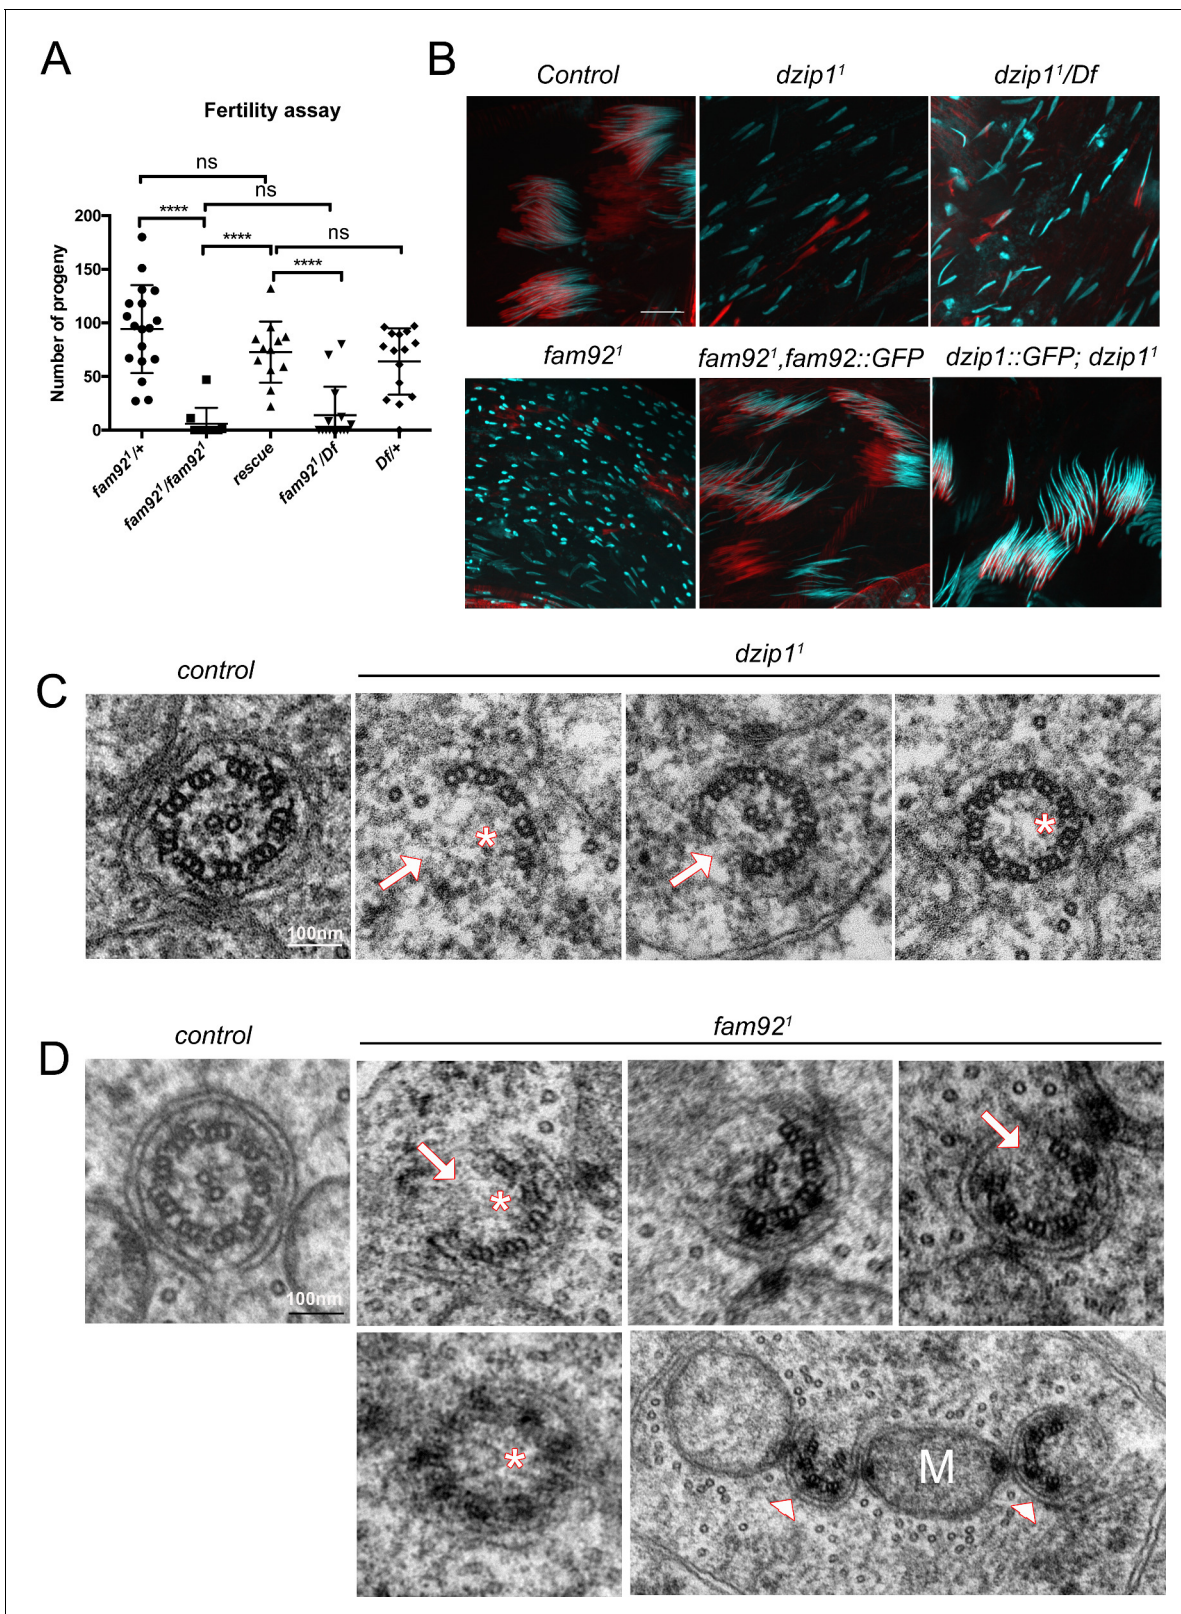 A
Fertility assay
ns
ns
****
ns
****
****
Number of progeny
200
150
100
50
0
fam92¹/+
fam92¹/fam92¹
rescue
fam92¹/Df
Df/+
B
Control
dzip1¹
dzip1¹/Df
fam92¹
fam92¹,fam92::GFP
dzip1::GFP; dzip1¹
C
control
dzip1¹
*
*
100nm
D
control
fam92¹
*
100nm
*
M